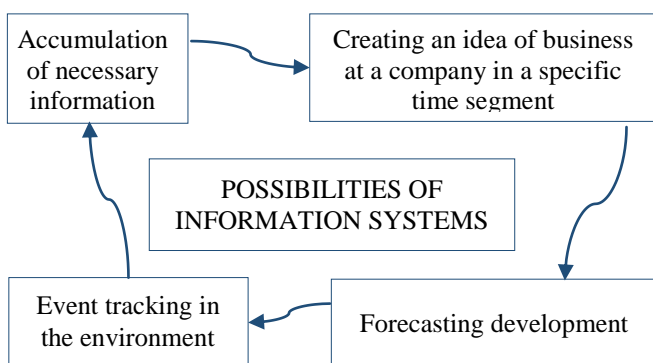 Accumulation
of necessary
information
Creating an idea of business
at a company in a specific
time segment
POSSIBILITIES OF
INFORMATION SYSTEMS
Event tracking in
the environment
Forecasting development